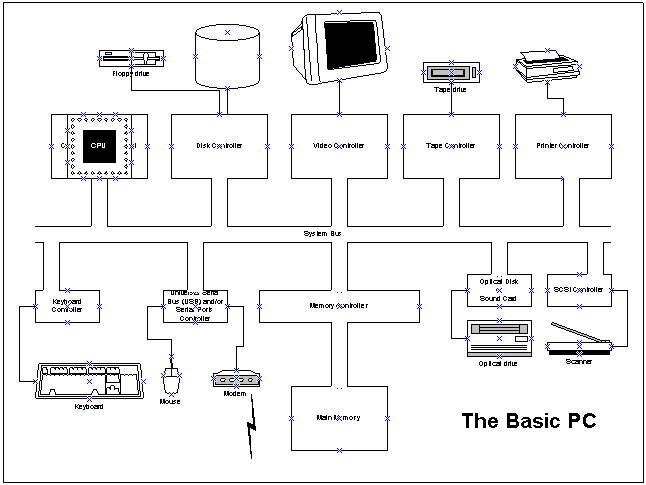 Floppy drive
Tape drive
CPU
Disk Controller
Video Controller
Tape Controller
Printer Controller
System Bus
Keyboard
Controller
Universal Serial
Bus (USB) and/or
Serial Ports
Controller
Memory Controller
Optical Disk
Sound Card
SCSI Controller
Optical drive
Scanner
Keyboard
Mouse
Modem
Main Memory
The Basic PC